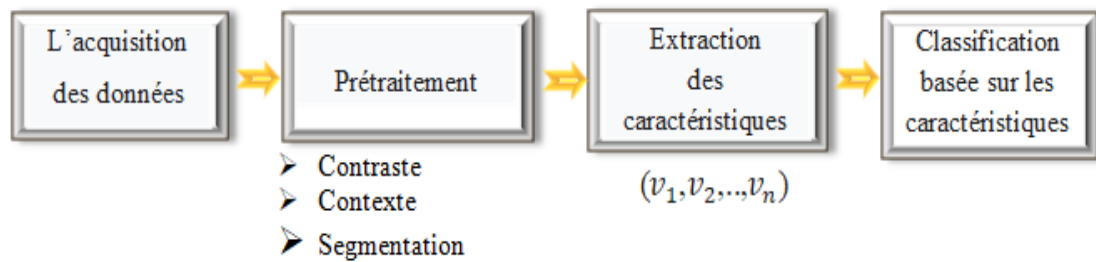 L'acquisition
des données
Prétraitement
Extraction
des
caractéristiques
Classification
basée sur les
caractéristiques
➢ Contraste
➢ Contexte
➢ Segmentation
(v₁,v₂,..,vₙ)